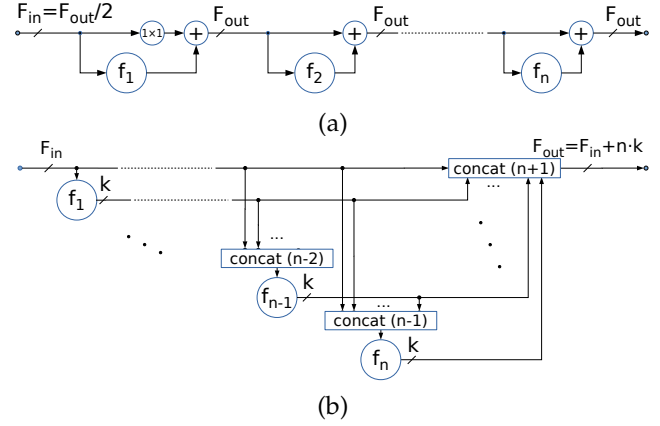 F_in=F_out/2 F_out F_out F_out
1×1 + + +
f_1 f_2 f_n
(a)
F_in F_out=F_in+n·k
concat (n+1)
f_1 k ...
...
concat (n-2)
f_n-1 k ...
concat (n-1)
f_n k
(b)